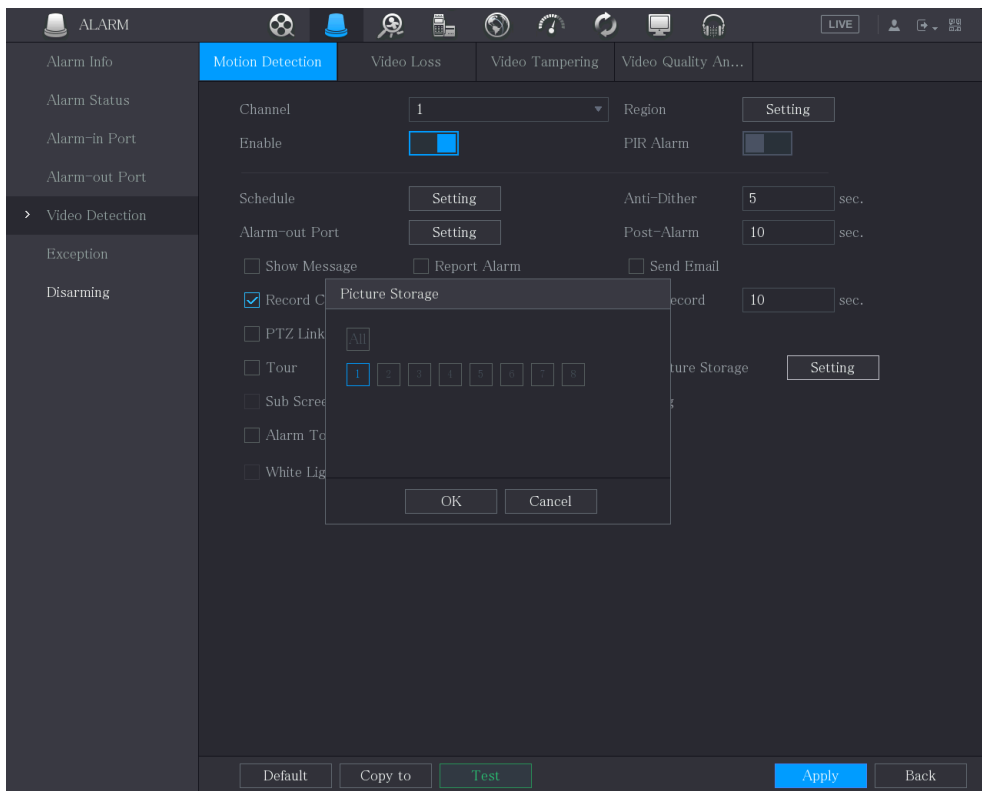 ALARM
LIVE
Alarm Info
Alarm Status
Alarm-in Port
Alarm-out Port
Video Detection
Exception
Disarming
Motion Detection Video Loss Video Tampering Video Quality An...
Channel 1 Region Setting
Enable PIR Alarm
Schedule Setting Anti-Dither 5 sec.
Alarm-out Port Setting Post-Alarm 10 sec.
Show Message Report Alarm Send Email
Record C ecord 10 sec.
PTZ Link
Tour ture Storage Setting
Sub Scree g
Alarm To
White Lig
Picture Storage
All
1 2 3 4 5 6 7 8
OK Cancel
Default Copy to Test Apply Back